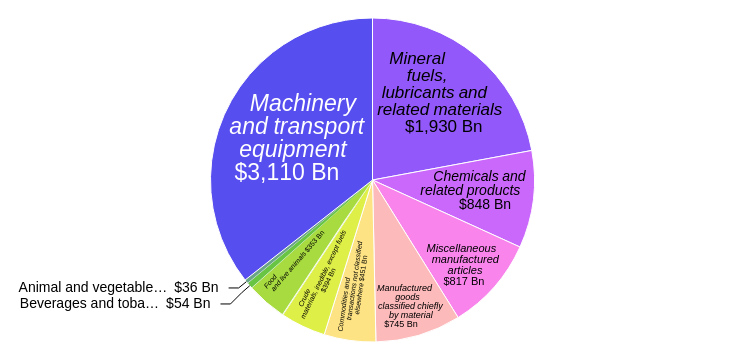 Mineral
fuels,
lubricants and
related materials
$1,930 Bn
Machinery
and transport
equipment
$3,110 Bn
Chemicals and
related products
$848 Bn
Miscellaneous
manufactured
articles
$817 Bn
Manufactured
goods
classified chiefly
by material
$745 Bn
Commodities and
transactions not classified
elsewhere $451 Bn
Crude
materials, inedible, except fuels
$394 Bn
Food
and live animals $353 Bn
Animal and vegetable… $36 Bn
Beverages and toba… $54 Bn